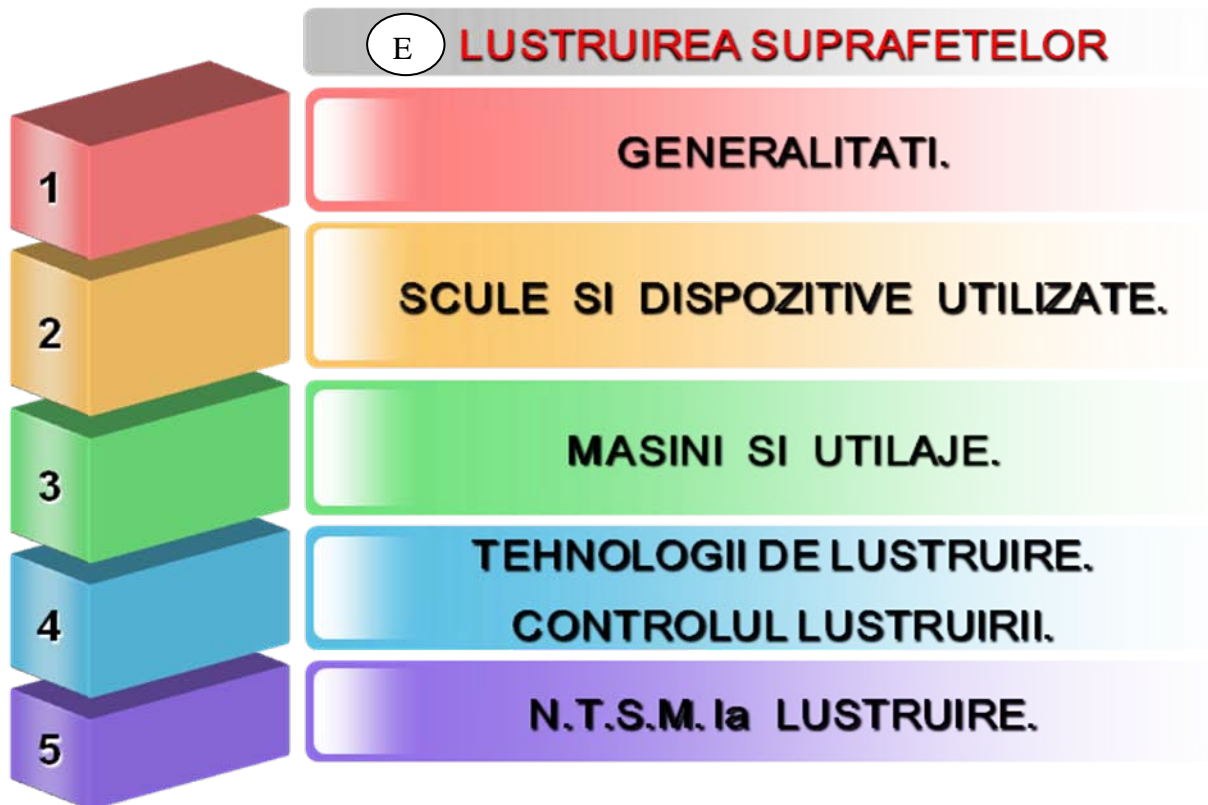 E LUSTRUIREA SUPRAFETELOR
1 GENERALITATI.
2 SCULE SI DISPOZITIVE UTILIZATE.
3 MASINI SI UTILAJE.
4 TEHNOLOGII DE LUSTRUIRE.
CONTROLUL LUSTRUIRII.
5 N.T.S.M. la LUSTRUIRE.